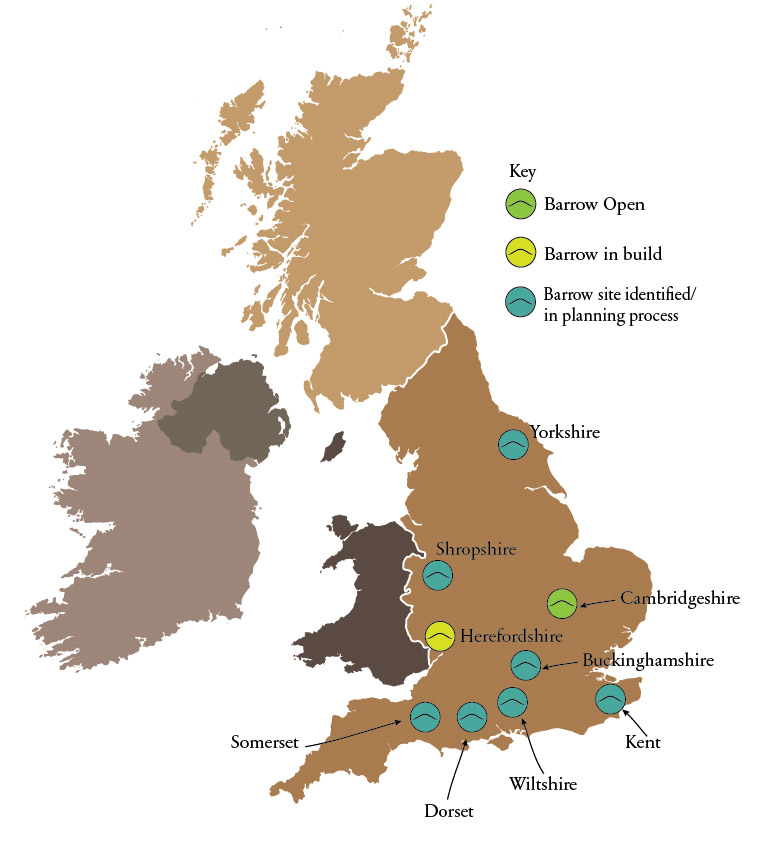 Key
Barrow Open
Barrow in build
Barrow site identified/
in planning process
Yorkshire
Shropshire
Cambridgeshire
Herefordshire
Buckinghamshire
Somerset
Kent
Wiltshire
Dorset